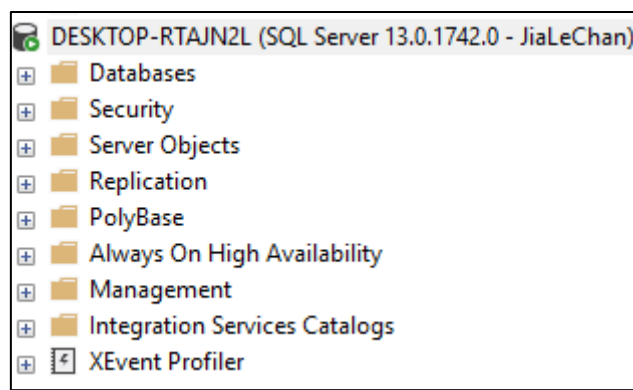 DESKTOP-RTAJN2L (SQL Server 13.0.1742.0 - JiaLeChan)
Databases
Security
Server Objects
Replication
PolyBase
Always On High Availability
Management
Integration Services Catalogs
XEvent Profiler